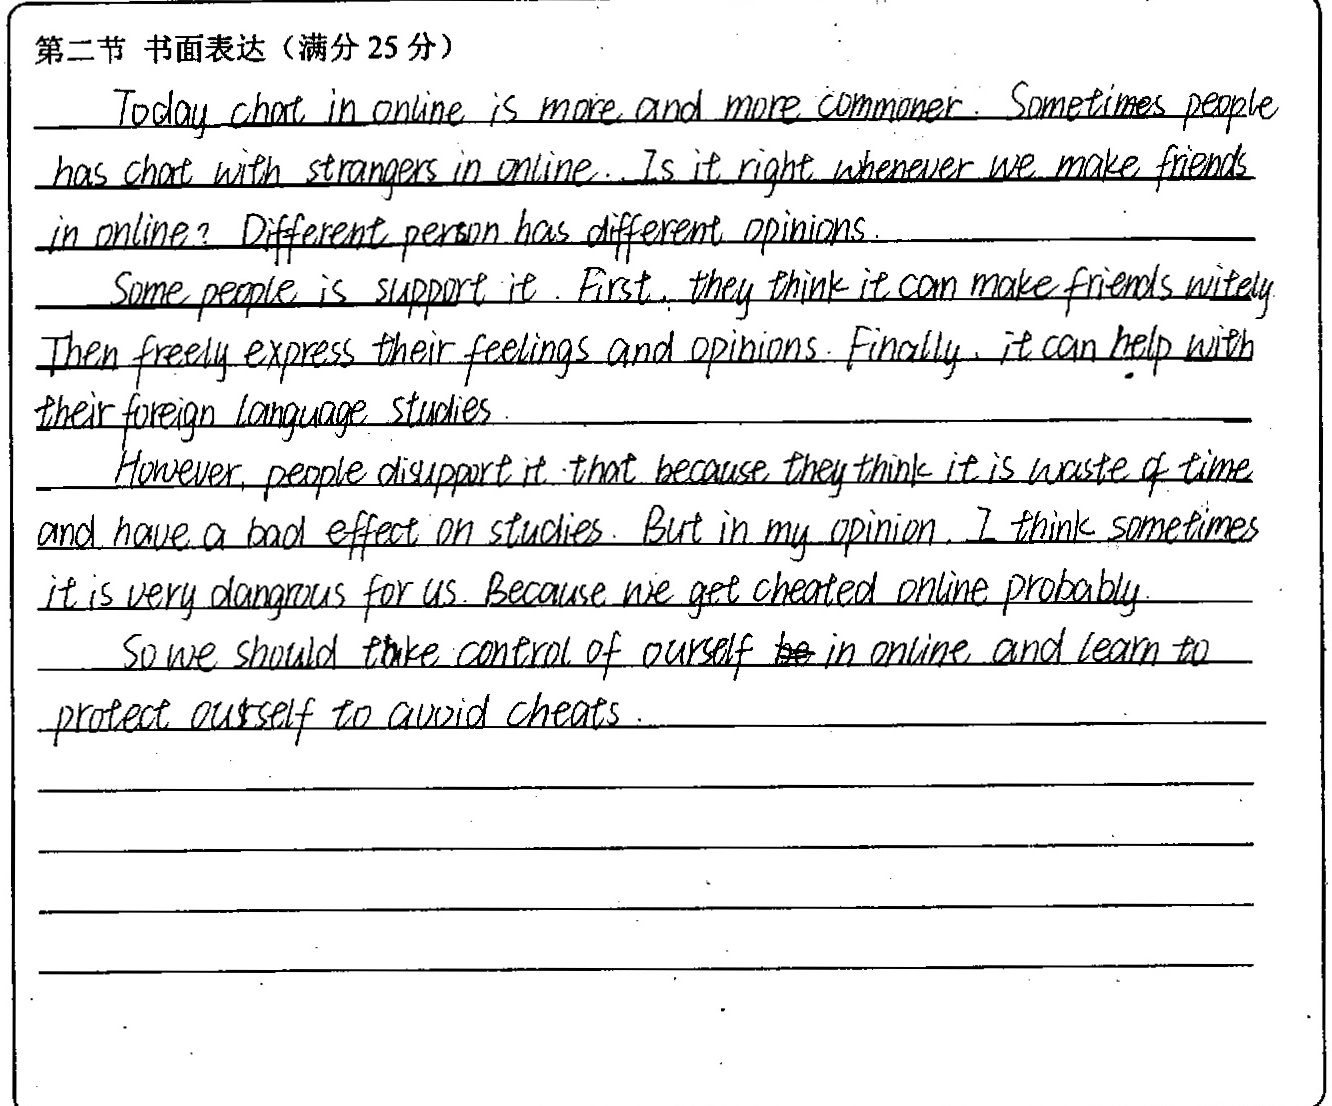 第二节 书面表达（满分 25 分）
Today chat in online is more and more commoner. Sometimes people
has chat with strangers in online.. Is it right whenever we make friends
in online? Different person has different opinions.
Some people is support it. First, they think it can make friends witely
Then freely express their feelings and opinions. Finally, it can help with
their foreign language studies.
However, people disupport it that because they think it is waste of time
and have a bad effect on studies. But in my opinion, I think sometimes
it is very dangrous for us. Because we get cheated online probably.
So we should take control of ourself in online and learn to
protect ourself to avoid cheats.